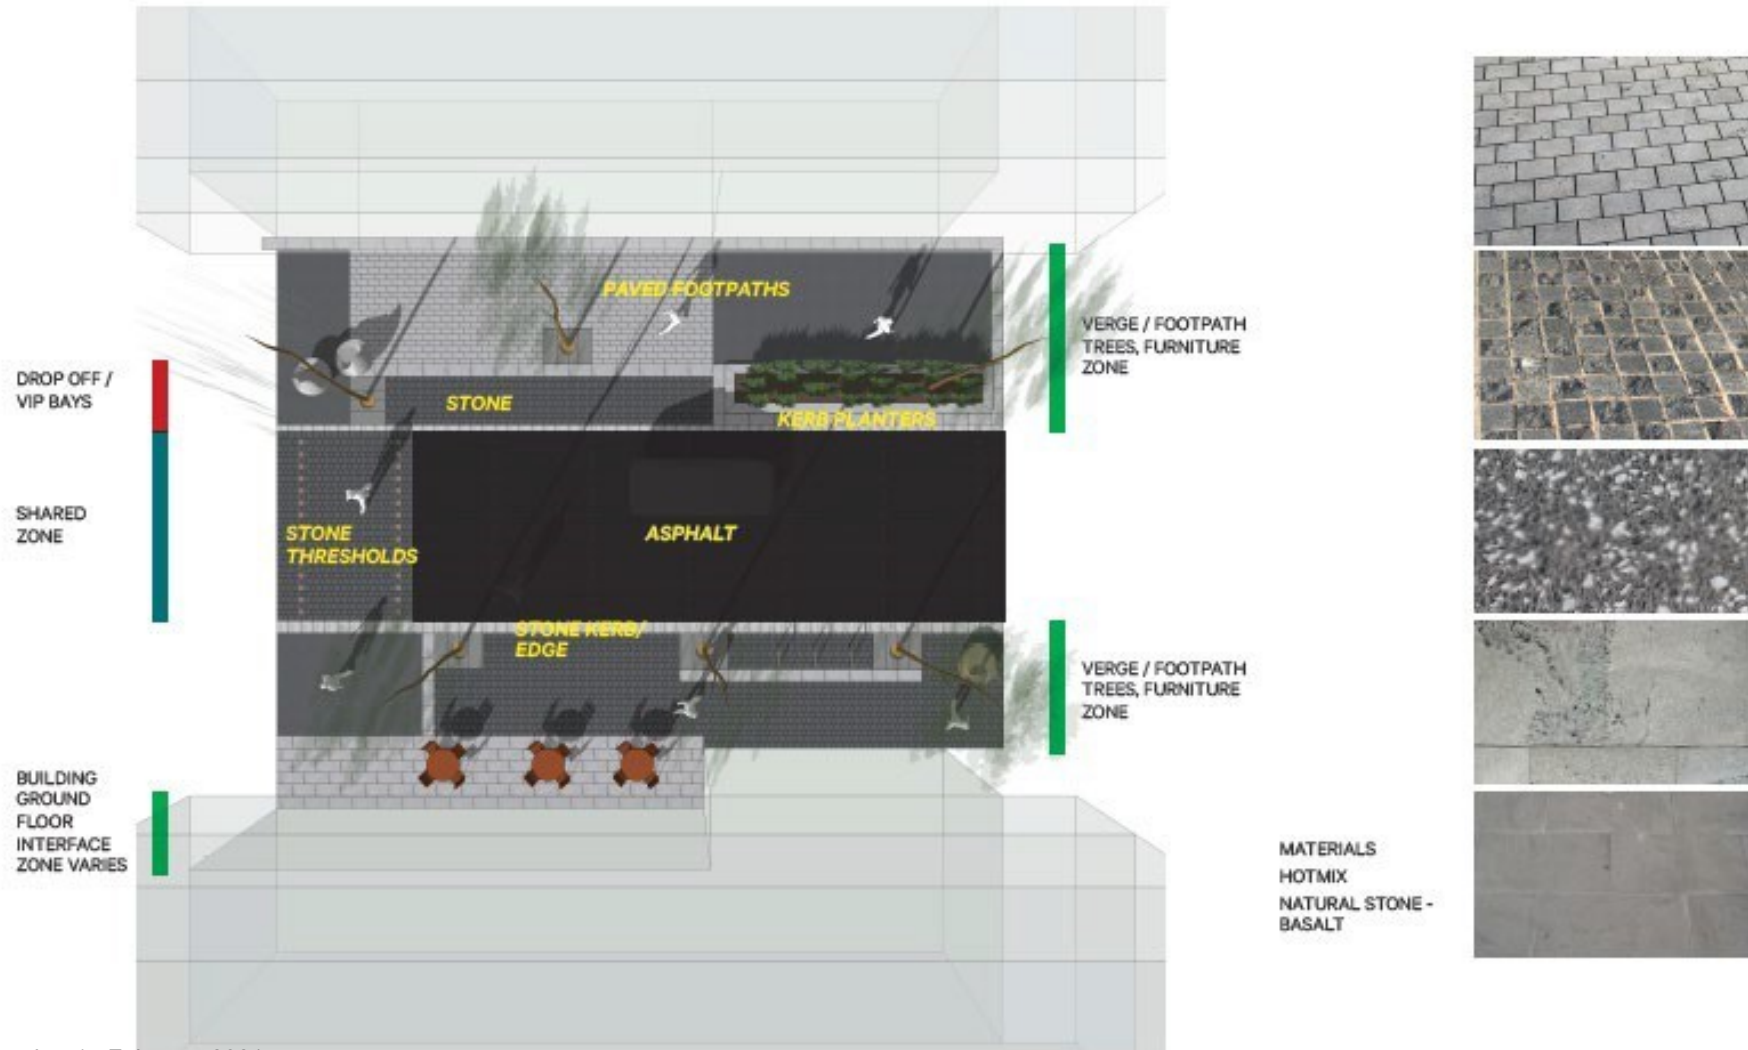 PAVED FOOTPATHS
VERGE / FOOTPATH
TREES, FURNITURE
ZONE
DROP OFF /
VIP BAYS
STONE
KERB PLANTERS
SHARED
ZONE
STONE
THRESHOLDS
ASPHALT
STONE KERB/
EDGE
VERGE / FOOTPATH
TREES, FURNITURE
ZONE
BUILDING
GROUND
FLOOR
INTERFACE
ZONE VARIES
MATERIALS
HOTMIX
NATURAL STONE -
BASALT